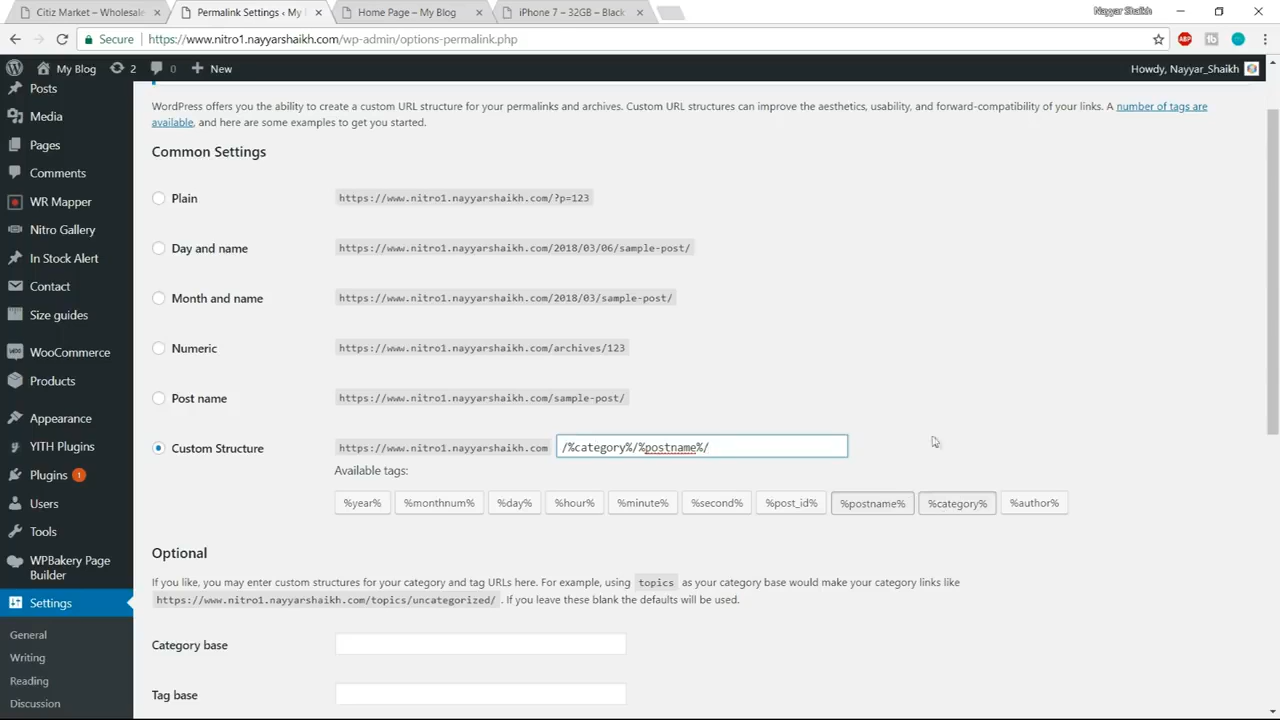 Citiz Market – Wholesale
Permalink Settings ‹ My
Home Page – My Blog
iPhone 7 – 32GB – Black
Nayyar Shaikh
Secure
https://www.nitro1.nayyarshaikh.com/wp-admin/options-permalink.php
ABP
tb
My Blog
2
0
New
Howdy, Nayyar_Shaikh
Posts
Media
Pages
Comments
WR Mapper
Nitro Gallery
In Stock Alert
Contact
Size guides
WooCommerce
Products
Appearance
YITH Plugins
Plugins 1
Users
Tools
WPBakery Page
Builder
Settings
General
Writing
Reading
Discussion
WordPress offers you the ability to create a custom URL structure for your permalinks and archives. Custom URL structures can improve the aesthetics, usability, and forward-compatibility of your links. A number of tags are
available, and here are some examples to get you started.
Common Settings
Plain https://www.nitro1.nayyarshaikh.com/?p=123
Day and name https://www.nitro1.nayyarshaikh.com/2018/03/06/sample-post/
Month and name https://www.nitro1.nayyarshaikh.com/2018/03/sample-post/
Numeric https://www.nitro1.nayyarshaikh.com/archives/123
Post name https://www.nitro1.nayyarshaikh.com/sample-post/
Custom Structure https://www.nitro1.nayyarshaikh.com /%category%/%postname%/
Available tags:
%year% %monthnum% %day% %hour% %minute% %second% %post_id% %postname% %category% %author%
Optional
If you like, you may enter custom structures for your category and tag URLs here. For example, using topics as your category base would make your category links like
https://www.nitro1.nayyarshaikh.com/topics/uncategorized/ . If you leave these blank the defaults will be used.
Category base
Tag base